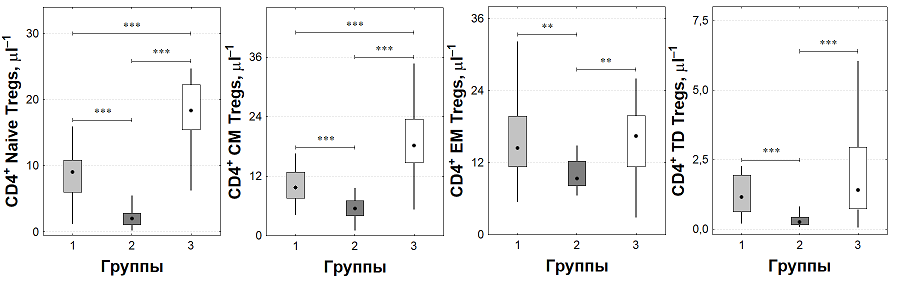 CD4⁺ Naive Tregs, μl⁻¹
30
20
10
0
***
***
***
1 2 3
Группы
CD4⁺ CM Tregs, μl⁻¹
36
24
12
0
***
***
***
1 2 3
Группы
CD4⁺ EM Tregs, μl⁻¹
36
24
12
0
**
**
1 2 3
Группы
CD4⁺ TD Tregs, μl⁻¹
7,5
5,0
2,5
0,0
***
***
1 2 3
Группы